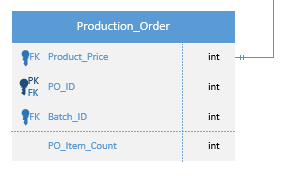 Production_Order
FK Product_Price int
PK
FK PO_ID int
FK Batch_ID int
PO_Item_Count int